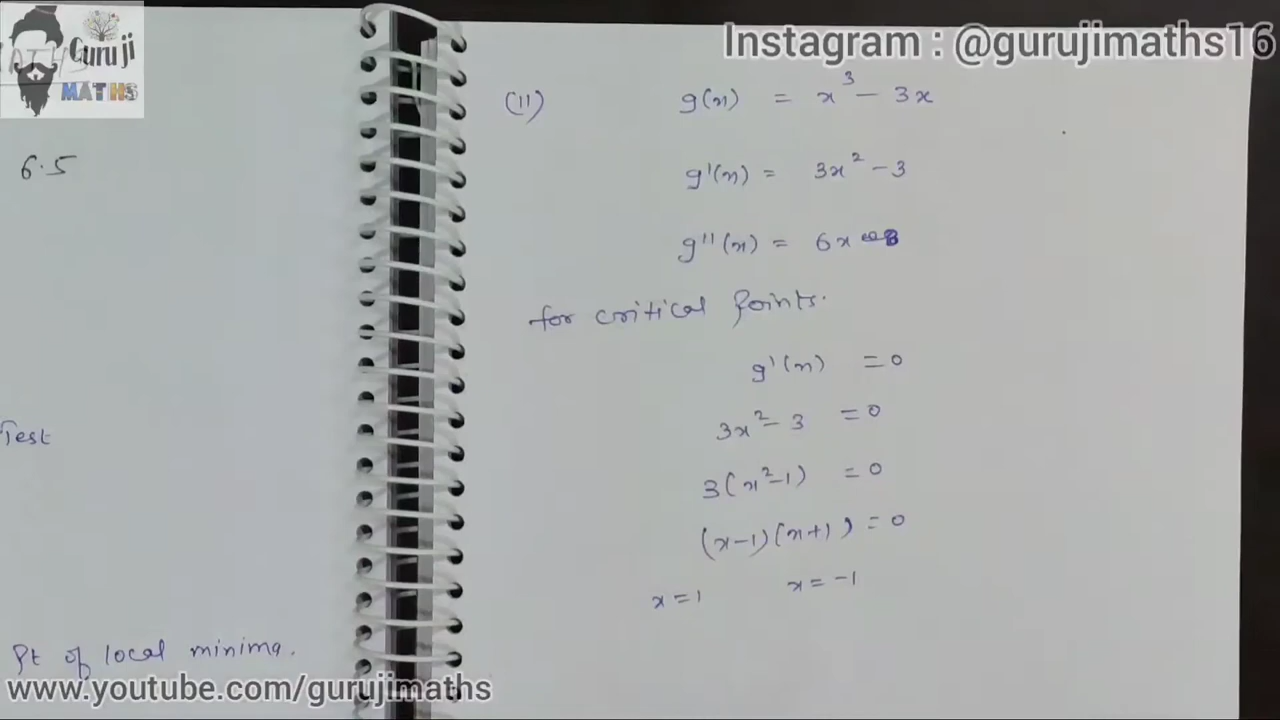 Guru ji
MATHS
Instagram : @gurujimaths16
6.5
Test
Pt of local minima.
(11) g(x) = x³ - 3x
g'(x) = 3x² - 3
g''(x) = 6x
for critical points.
g'(x) = 0
3x² - 3 = 0
3(x²-1) = 0
(x-1)(x+1) = 0
x = 1 x = -1
www.youtube.com/gurujimaths